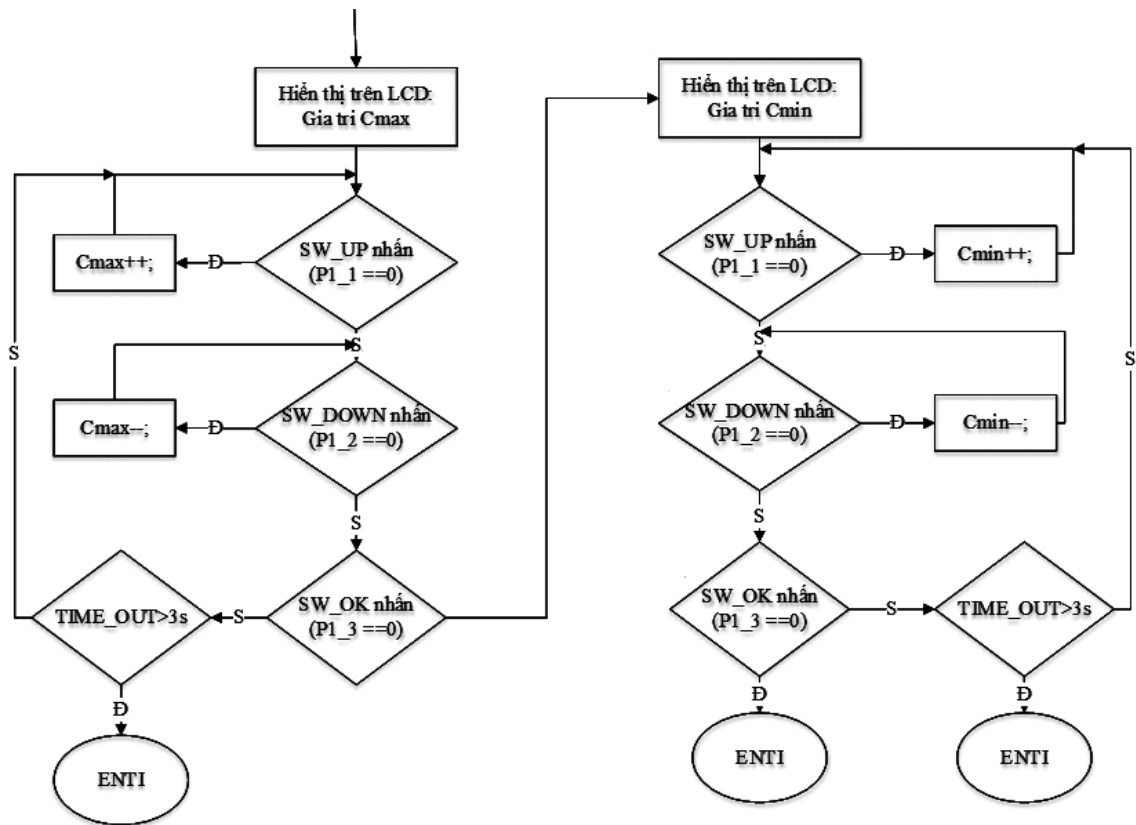 Hiển thị trên LCD:
Gia tri Cmax
SW_UP nhấn
(P1_1 ==0)
Đ
Cmax++;
S
SW_DOWN nhấn
(P1_2 ==0)
Đ
Cmax--;
S
SW_OK nhấn
(P1_3 ==0)
S
TIME_OUT>3s
S
Đ
ENTI
Hiển thị trên LCD:
Gia tri Cmin
SW_UP nhấn
(P1_1 ==0)
Đ
Cmin++;
S
SW_DOWN nhấn
(P1_2 ==0)
Đ
Cmin--;
S
SW_OK nhấn
(P1_3 ==0)
S
TIME_OUT>3s
S
Đ
ENTI
Đ
ENTI